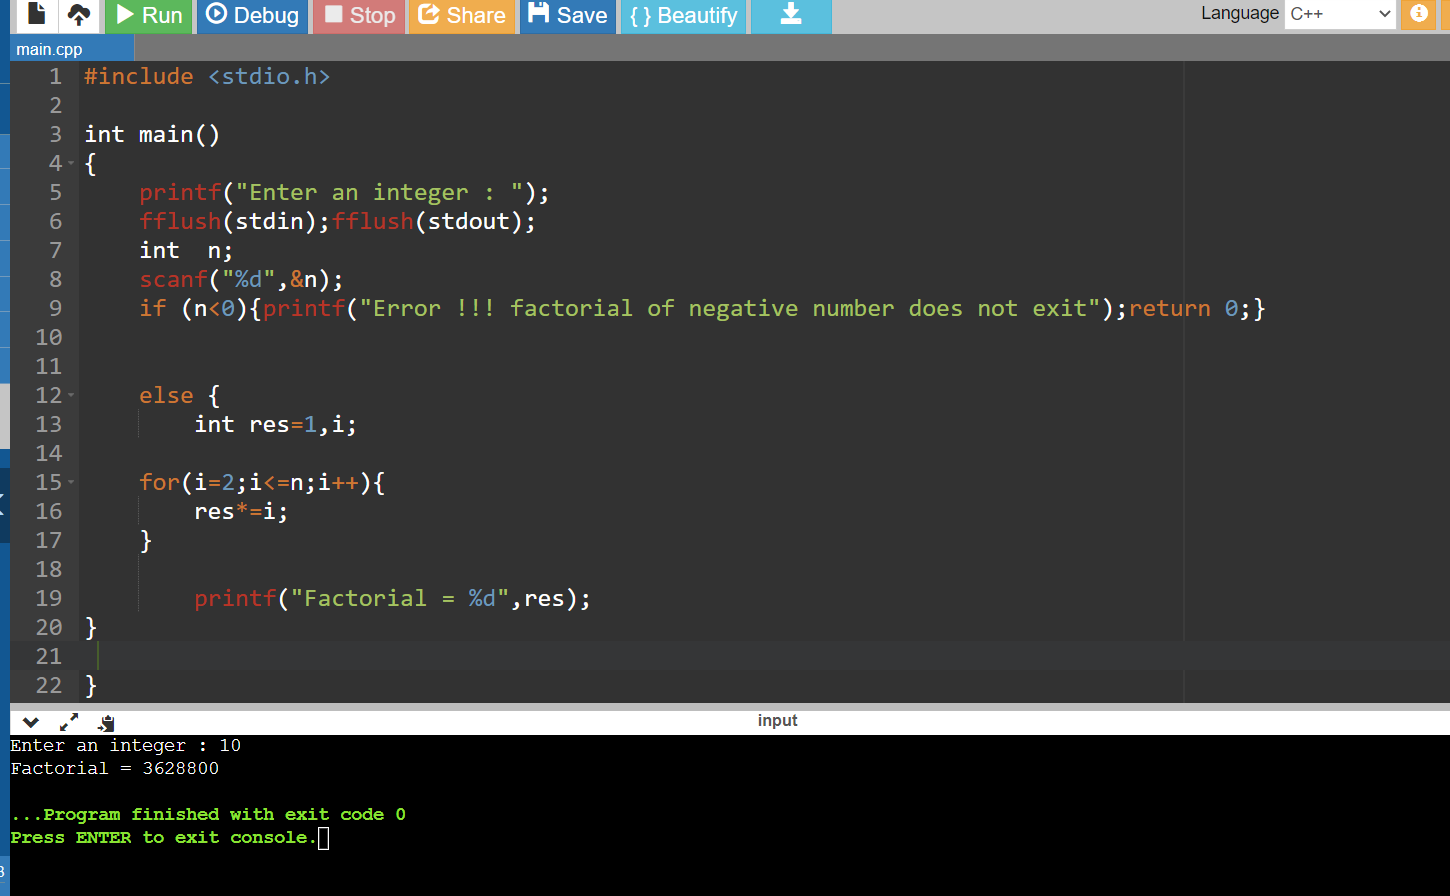 Run Debug Stop Share Save { } Beautify Language C++
main.cpp
1 #include <stdio.h>
2
3 int main()
4 {
5     printf("Enter an integer : ");
6     fflush(stdin);fflush(stdout);
7     int  n;
8     scanf("%d",&n);
9     if (n<0){printf("Error !!! factorial of negative number does not exit");return 0;}
10
11
12     else {
13         int res=1,i;
14
15     for(i=2;i<=n;i++){
16         res*=i;
17     }
18
19         printf("Factorial = %d",res);
20 }
21
22 }
input
Enter an integer : 10
Factorial = 3628800
...Program finished with exit code 0
Press ENTER to exit console.